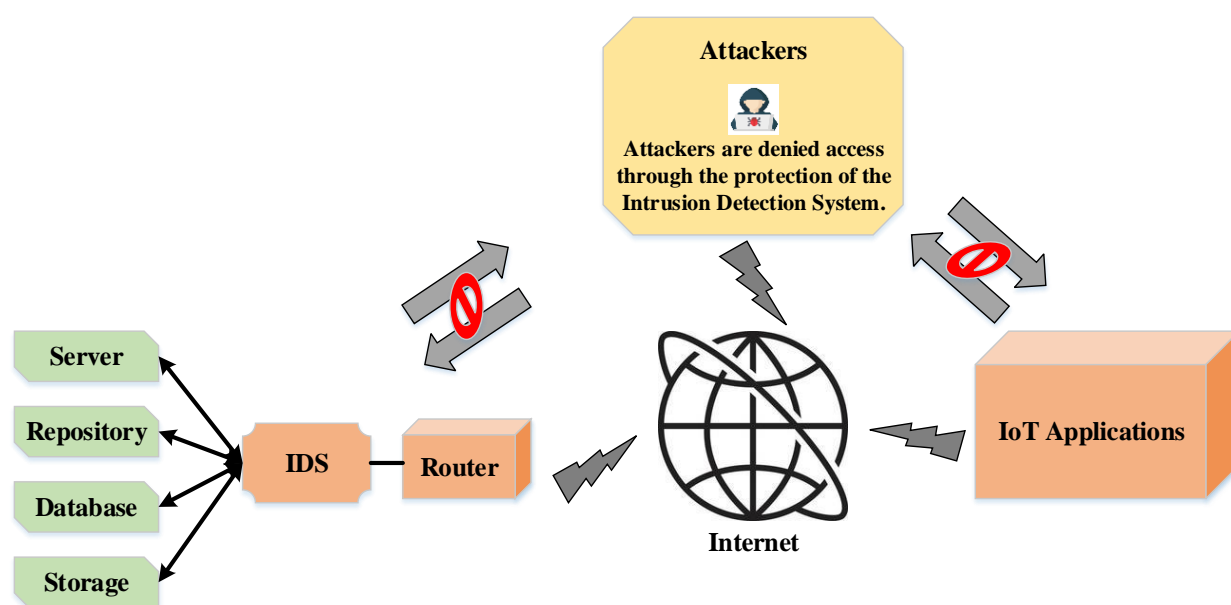 Attackers
Attackers are denied access
through the protection of the
Intrusion Detection System.
Server
Repository
Database
Storage
IDS
Router
Internet
IoT Applications